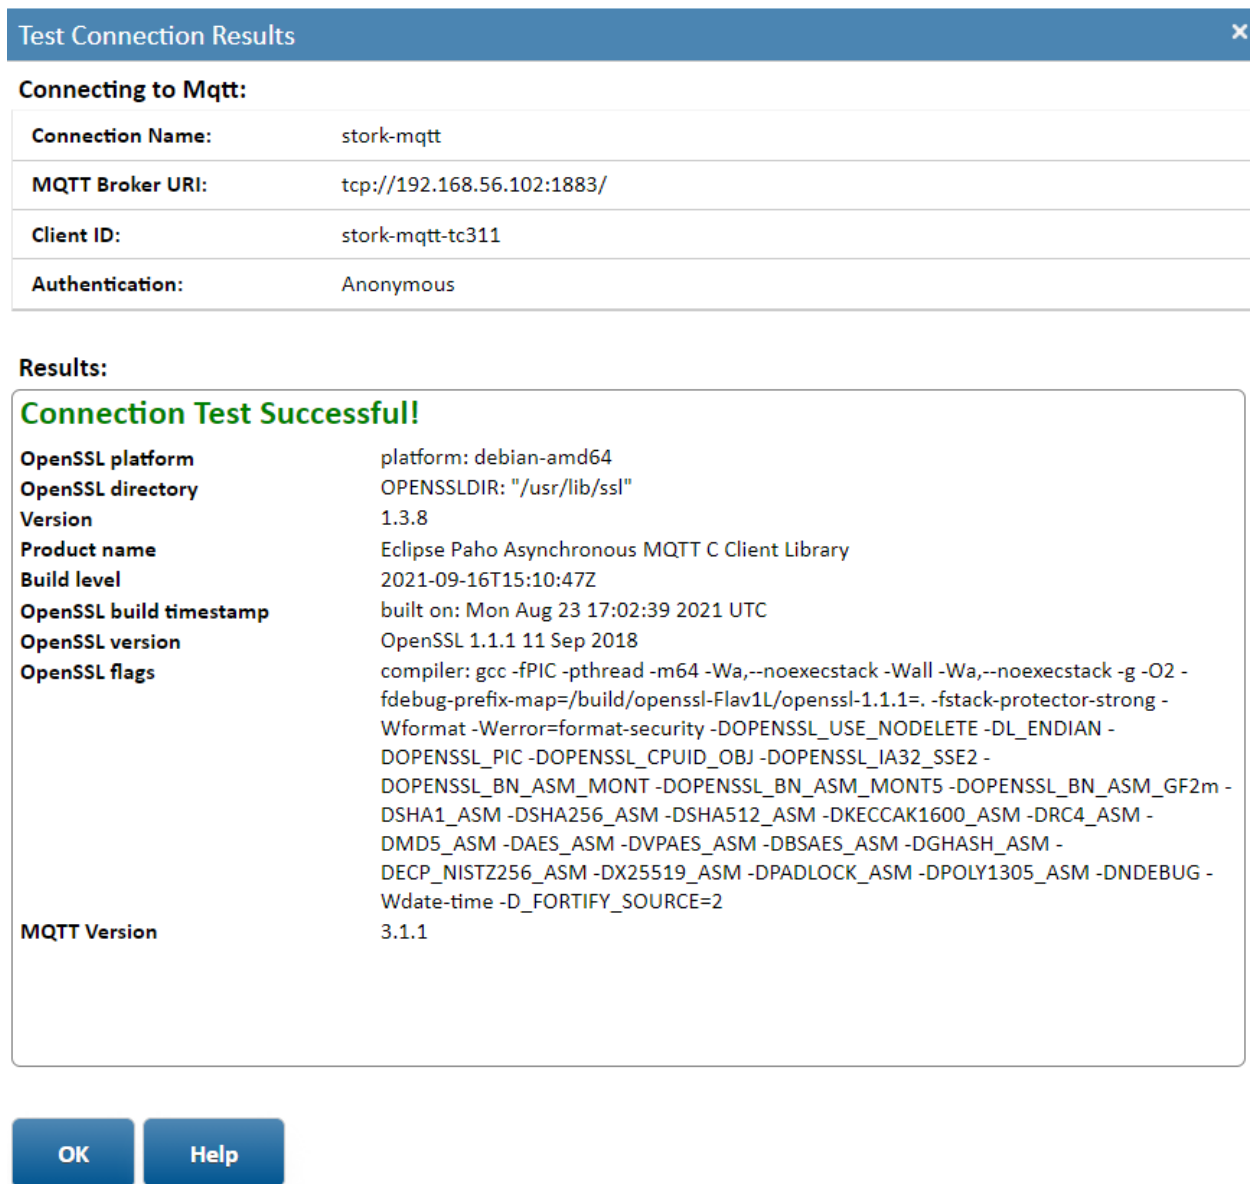 Test Connection Results ×
Connecting to Mqtt:
Connection Name: stork-mqtt
MQTT Broker URI: tcp://192.168.56.102:1883/
Client ID: stork-mqtt-tc311
Authentication: Anonymous
Results:
Connection Test Successful!
OpenSSL platform platform: debian-amd64
OpenSSL directory OPENSSLDIR: "/usr/lib/ssl"
Version 1.3.8
Product name Eclipse Paho Asynchronous MQTT C Client Library
Build level 2021-09-16T15:10:47Z
OpenSSL build timestamp built on: Mon Aug 23 17:02:39 2021 UTC
OpenSSL version OpenSSL 1.1.1 11 Sep 2018
OpenSSL flags compiler: gcc -fPIC -pthread -m64 -Wa,--noexecstack -Wall -Wa,--noexecstack -g -O2 -
fdebug-prefix-map=/build/openssl-Flav1L/openssl-1.1.1=. -fstack-protector-strong -
Wformat -Werror=format-security -DOPENSSL_USE_NODELETE -DL_ENDIAN -
DOPENSSL_PIC -DOPENSSL_CPUID_OBJ -DOPENSSL_IA32_SSE2 -
DOPENSSL_BN_ASM_MONT -DOPENSSL_BN_ASM_MONT5 -DOPENSSL_BN_ASM_GF2m -
DSHA1_ASM -DSHA256_ASM -DSHA512_ASM -DKECCAK1600_ASM -DRC4_ASM -
DMD5_ASM -DAES_ASM -DVPAES_ASM -DBSAES_ASM -DGHASH_ASM -
DECP_NISTZ256_ASM -DX25519_ASM -DPADLOCK_ASM -DPOLY1305_ASM -DNDEBUG -
Wdate-time -D_FORTIFY_SOURCE=2
MQTT Version 3.1.1
OK Help